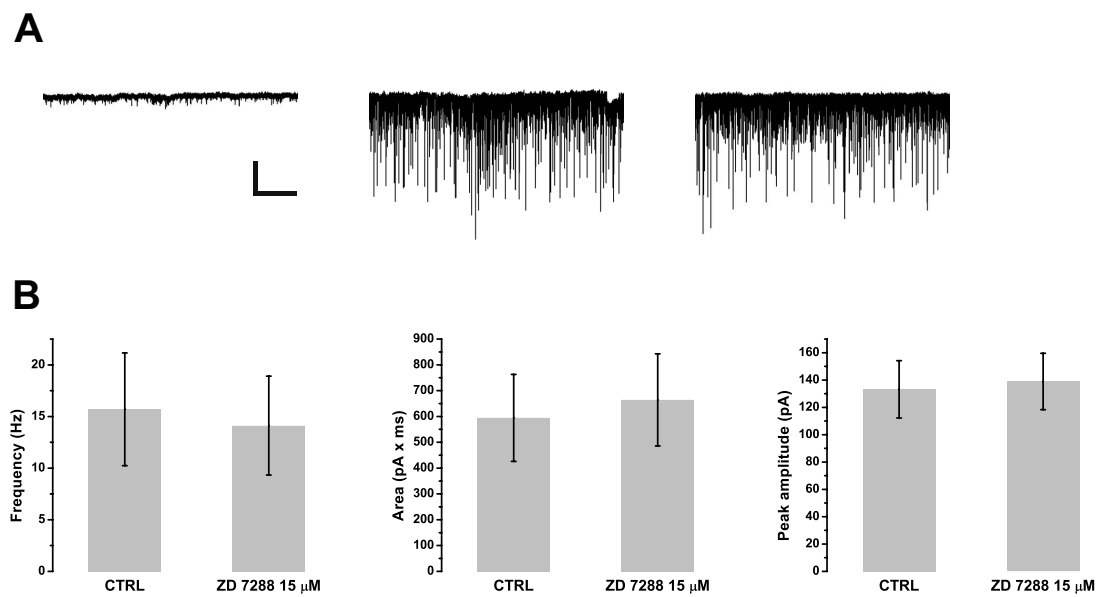 A
B
Frequency (Hz)
20
15
10
5
0
CTRL
ZD 7288 15 μM
Area (pA x ms)
900
800
700
600
500
400
300
200
100
0
CTRL
ZD 7288 15 μM
Peak amplitude (pA)
160
140
120
100
80
60
40
20
0
CTRL
ZD 7288 15 μM